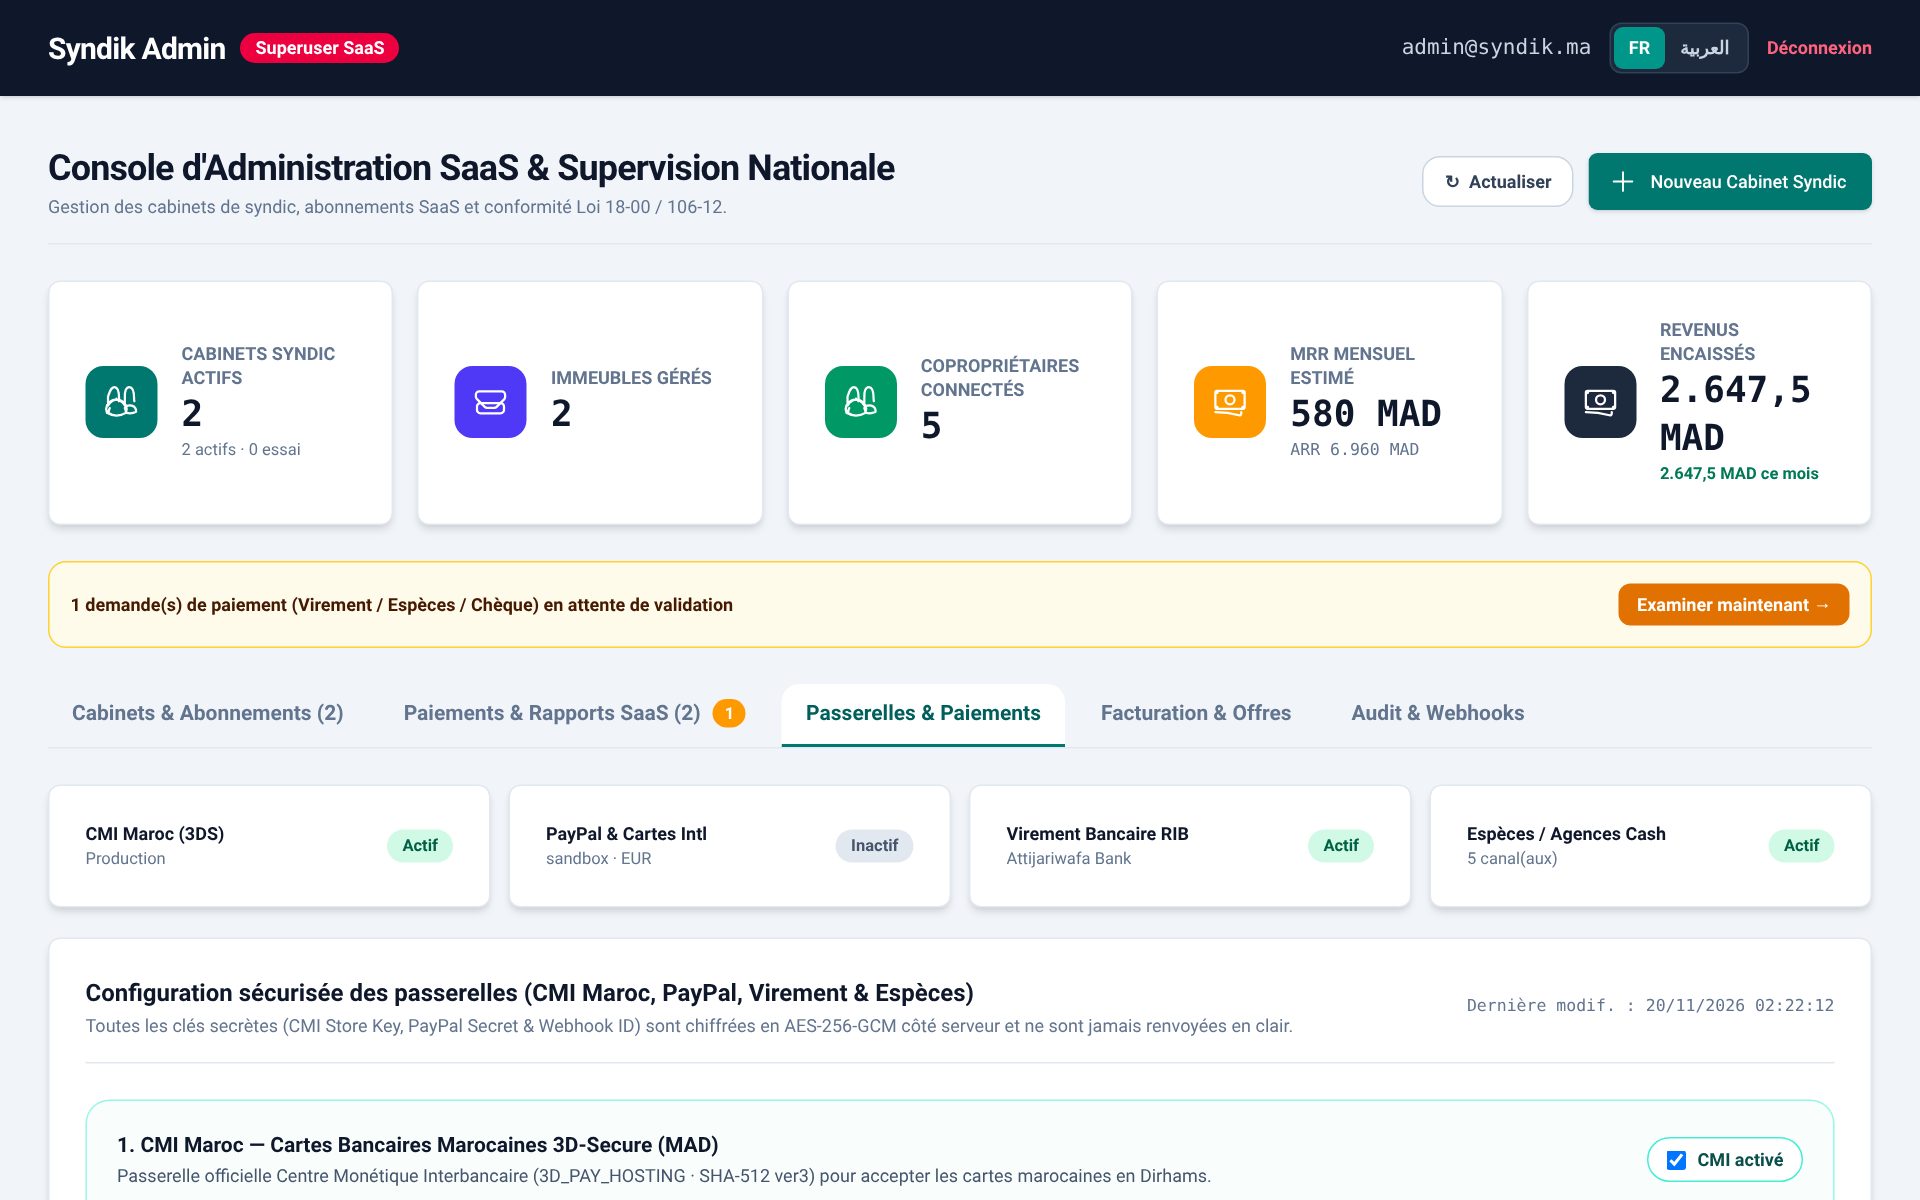 Syndik Admin
Superuser SaaS
admin@syndik.ma
FR
العربية
Déconnexion
Console d'Administration SaaS & Supervision Nationale
Gestion des cabinets de syndic, abonnements SaaS et conformité Loi 18-00 / 106-12.
↻ Actualiser
Nouveau Cabinet Syndic
CABINETS SYNDIC
ACTIFS
2
2 actifs · 0 essai
IMMEUBLES GÉRÉS
2
COPROPRIÉTAIRES
CONNECTÉS
5
MRR MENSUEL
ESTIMÉ
580 MAD
ARR 6.960 MAD
REVENUS
ENCAISSÉS
2.647,5
MAD
2.647,5 MAD ce mois
1 demande(s) de paiement (Virement / Espèces / Chèque) en attente de validation
Examiner maintenant →
Cabinets & Abonnements (2)
Paiements & Rapports SaaS (2) 1
Passerelles & Paiements
Facturation & Offres
Audit & Webhooks
CMI Maroc (3DS)
Production
Actif
PayPal & Cartes Intl
sandbox · EUR
Inactif
Virement Bancaire RIB
Attijariwafa Bank
Actif
Espèces / Agences Cash
5 canal(aux)
Actif
Configuration sécurisée des passerelles (CMI Maroc, PayPal, Virement & Espèces)
Toutes les clés secrètes (CMI Store Key, PayPal Secret & Webhook ID) sont chiffrées en AES-256-GCM côté serveur et ne sont jamais renvoyées en clair.
Dernière modif. : 20/11/2026 02:22:12
1. CMI Maroc — Cartes Bancaires Marocaines 3D-Secure (MAD)
Passerelle officielle Centre Monétique Interbancaire (3D_PAY_HOSTING · SHA-512 ver3) pour accepter les cartes marocaines en Dirhams.
CMI activé